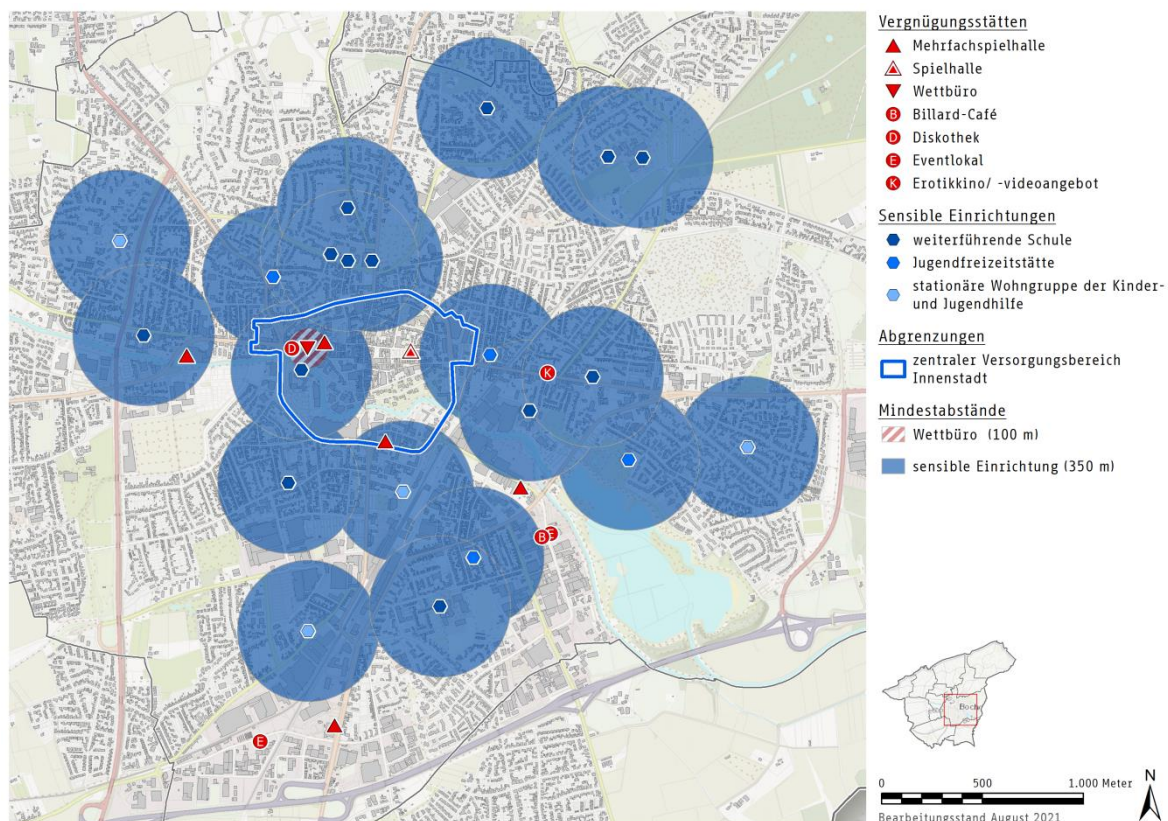 Vergnügungsstätten
Mehrfachspielhalle
Spielhalle
Wettbüro
B Billard-Café
D Diskothek
E Eventlokal
K Erotikkino/ -videoangebot
Sensible Einrichtungen
weiterführende Schule
Jugendfreizeitstätte
stationäre Wohngruppe der Kinder-
und Jugendhilfe
Abgrenzungen
zentraler Versorgungsbereich
Innenstadt
Mindestabstände
Wettbüro (100 m)
sensible Einrichtung (350 m)
D
K
B E
E
Boch
0 500 1.000 Meter
N
Bearbeitungsstand August 2021